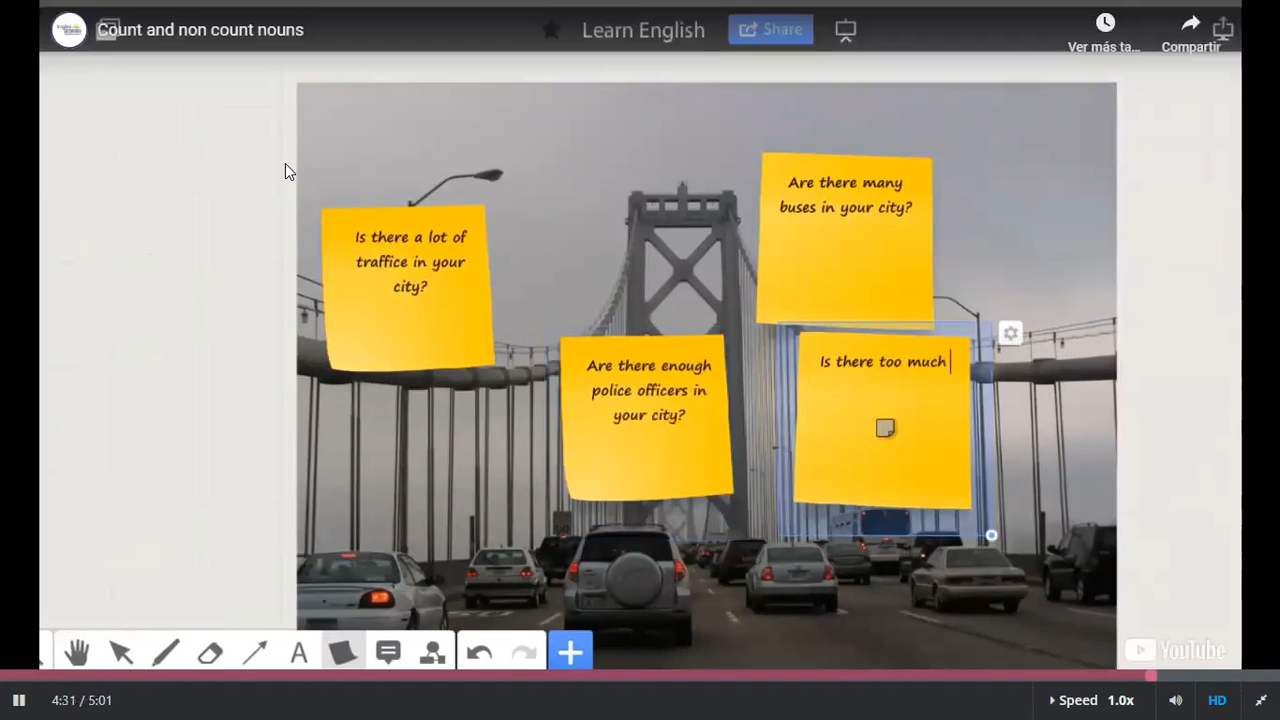 Count and non count nouns
Learn English
Share
Ver más ta...
Compartir
Are there many
buses in your city?
Is there a lot of
traffice in your
city?
Are there enough
police officers in
your city?
Is there too much
A
YouTube
4:31 / 5:01
Speed 1.0x
HD